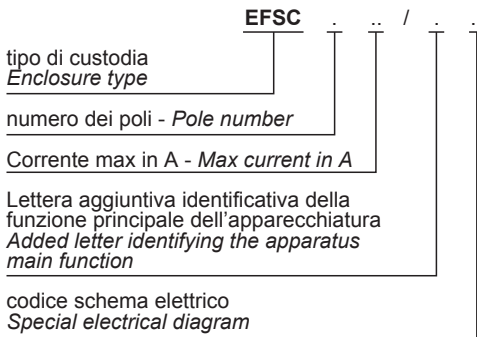 EFSC . .. / . .
tipo di custodia
Enclosure type
numero dei poli - Pole number
Corrente max in A - Max current in A
Lettera aggiuntiva identificativa della
funzione principale dell'apparecchiatura
Added letter identifying the apparatus
main function
codice schema elettrico
Special electrical diagram